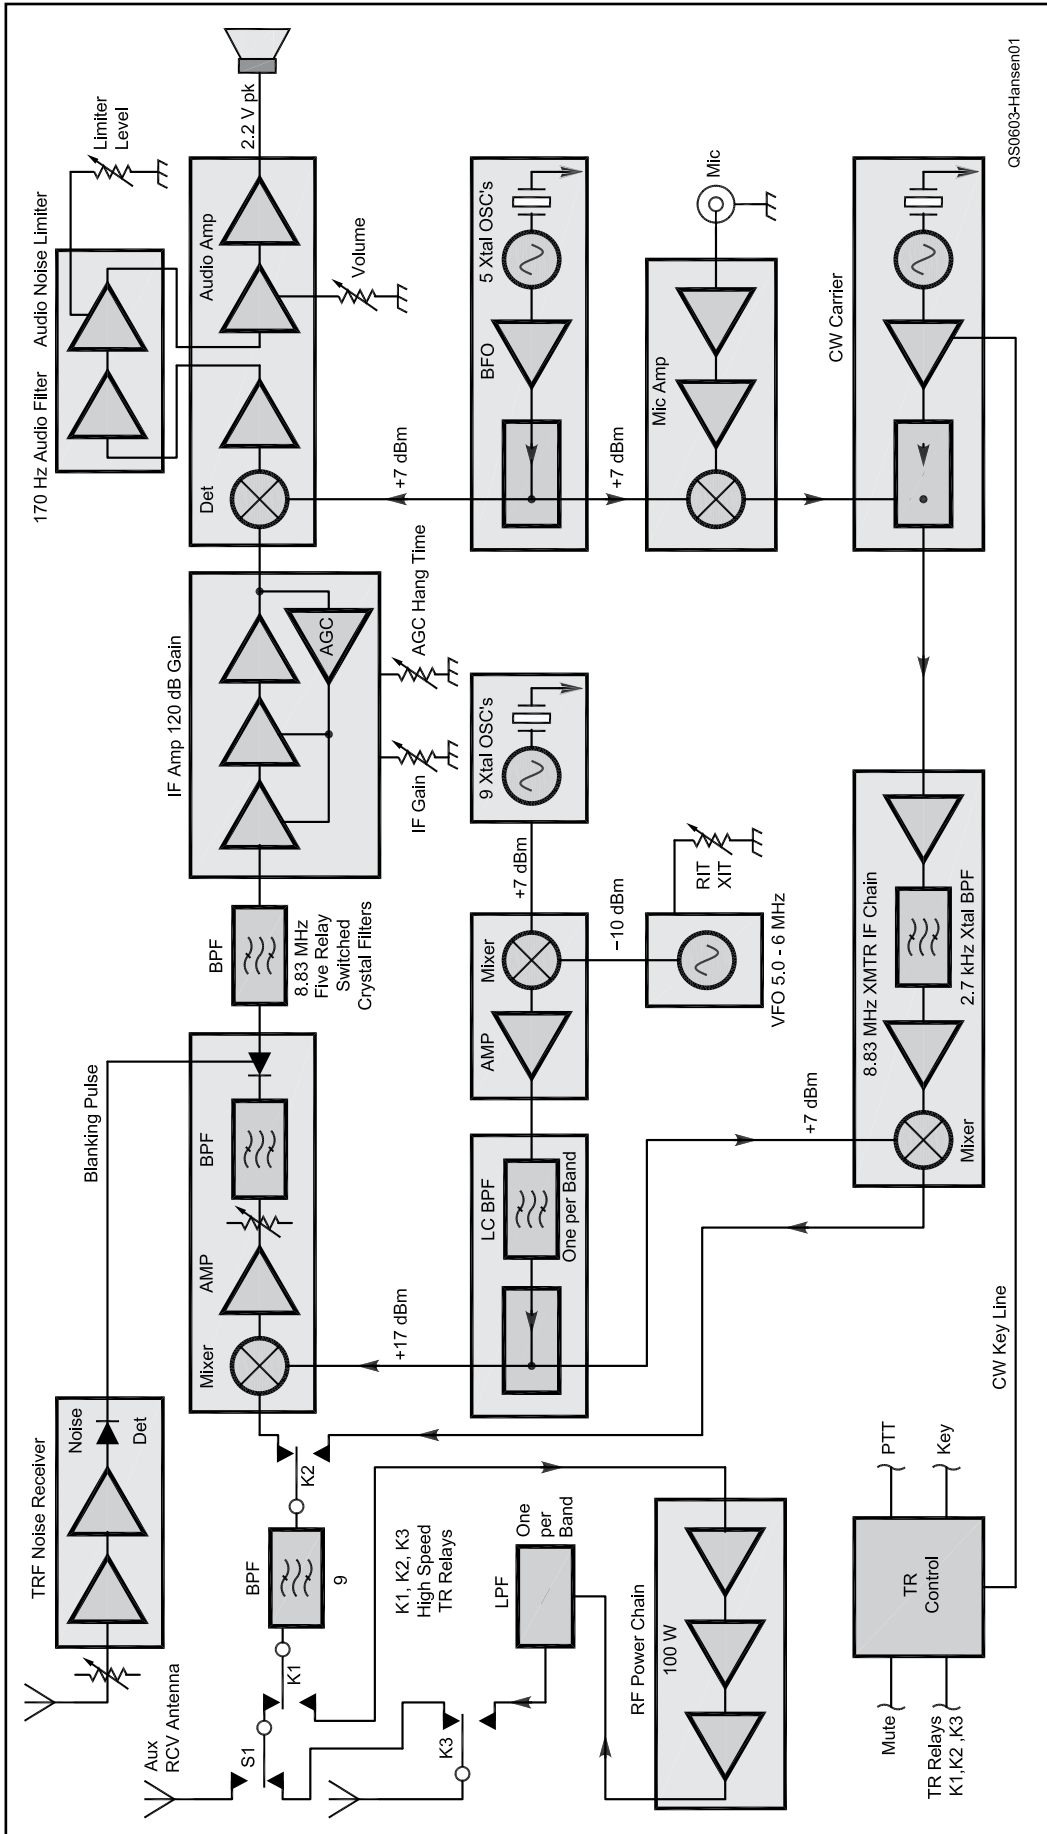 Aux
RCV Antenna
TRF Noise Receiver
Noise
Det
Blanking Pulse
170 Hz Audio Filter
Audio Noise Limiter
Limiter
Level
S1
K1
BPF
9
K2
Mixer
AMP
BPF
BPF
8.83 MHz
Five Relay
Switched
Crystal Filters
IF Amp 120 dB Gain
AGC
IF Gain
AGC Hang Time
Det
Audio Amp
2.2 V pk
Volume
K3
K1, K2, K3
High Speed
TR Relays
LPF
One
per
Band
+17 dBm
LC BPF
One per Band
AMP
Mixer
+7 dBm
9 Xtal OSC's
–10 dBm
RIT
XIT
VFO 5.0 - 6 MHz
+7 dBm
BFO
5 Xtal OSC's
+7 dBm
Mic Amp
Mic
RF Power Chain
100 W
+7 dBm
8.83 MHz XMTR IF Chain
Mixer
2.7 kHz Xtal BPF
CW Carrier
Mute
TR Relays
K1,K2 ,K3
TR
Control
PTT
Key
CW Key Line
QS0603-Hansen01